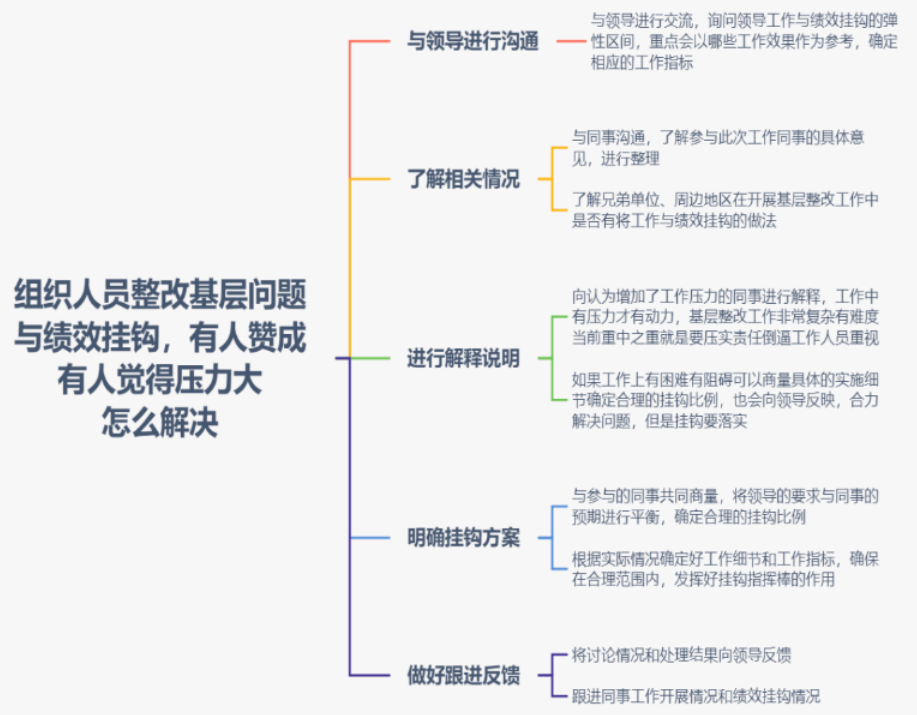 组织人员整改基层问题
与绩效挂钩，有人赞成
有人觉得压力大
怎么解决
与领导进行沟通
与领导进行交流，询问领导工作与绩效挂钩的弹
性区间，重点会以哪些工作效果作为参考，确定
相应的工作指标
了解相关情况
与同事沟通，了解参与此次工作同事的具体意
见，进行整理
了解兄弟单位、周边地区在开展基层整改工作中
是否有将工作与绩效挂钩的做法
进行解释说明
向认为增加了工作压力的同事进行解释，工作中
有压力才有动力，基层整改工作非常复杂有难度
当前重中之重就是要压实责任倒逼工作人员重视
如果工作上有困难有阻碍可以商量具体的实施细
节确定合理的挂钩比例，也会向领导反映，合力
解决问题，但是挂钩要落实
明确挂钩方案
与参与的同事共同商量，将领导的要求与同事的
预期进行平衡，确定合理的挂钩比例
根据实际情况确定好工作细节和工作指标，确保
在合理范围内，发挥好挂钩指挥棒的作用
做好跟进反馈
将讨论情况和处理结果向领导反馈
跟进同事工作开展情况和绩效挂钩情况